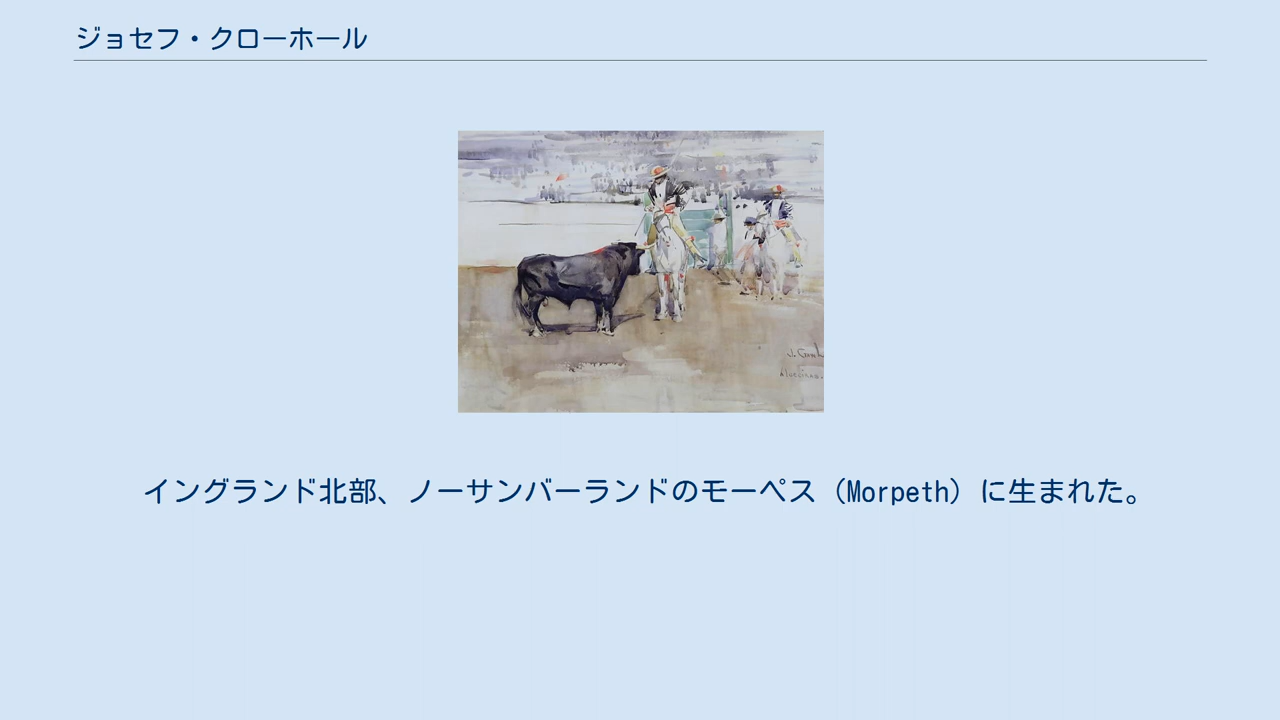 ジョセフ・クローホール
イングランド北部、ノーサンバーランドのモーペス（Morpeth）に生まれた。